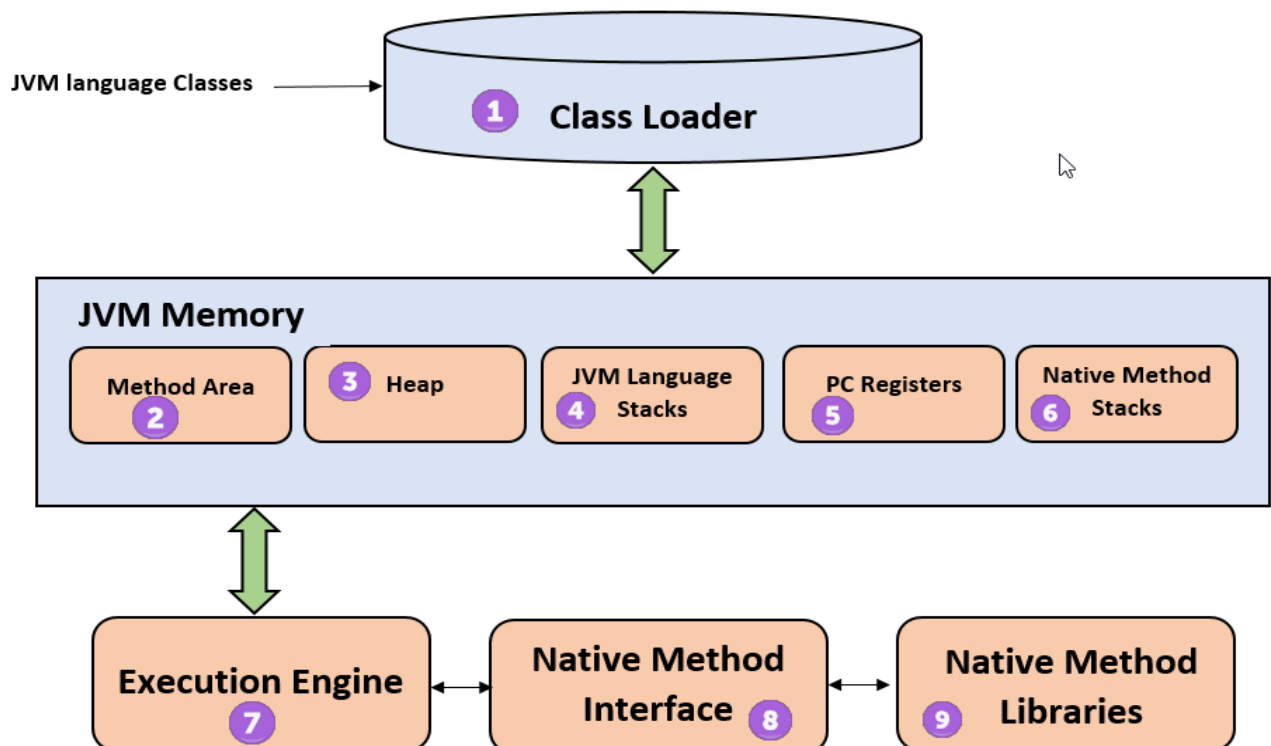 JVM language Classes
1 Class Loader
JVM Memory
Method Area
2
3 Heap
JVM Language
4 Stacks
PC Registers
5
Native Method
6 Stacks
Execution Engine
7
Native Method
Interface 8
Native Method
9 Libraries